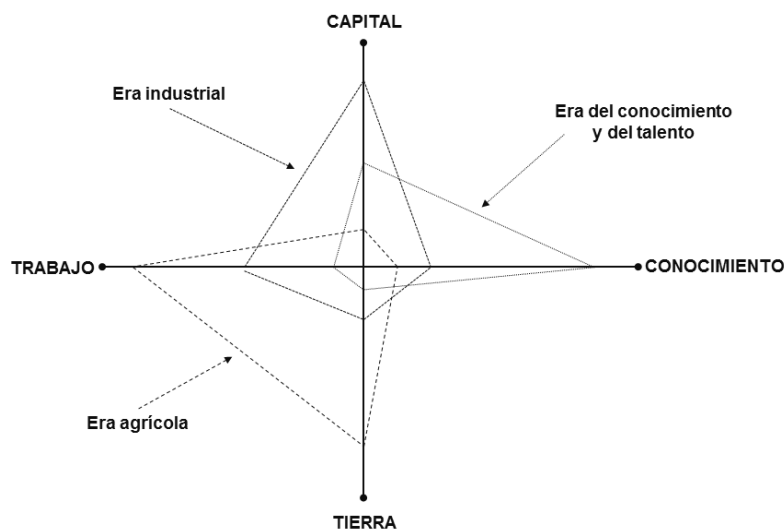 CAPITAL
Era industrial
Era del conocimiento
y del talento
TRABAJO
CONOCIMIENTO
Era agrícola
TIERRA